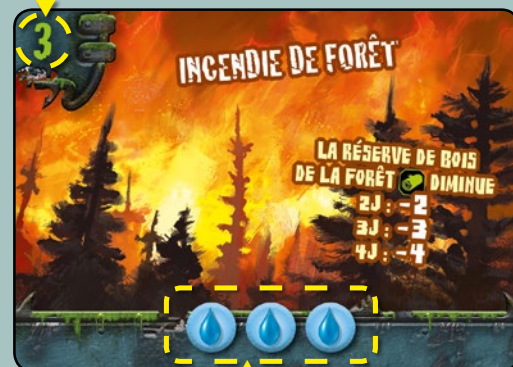 3
INCENDIE DE FORÊT
LA RÉSERVE DE BOIS
DE LA FORÊT DIMINUE
2J : -2
3J : -3
4J : -4